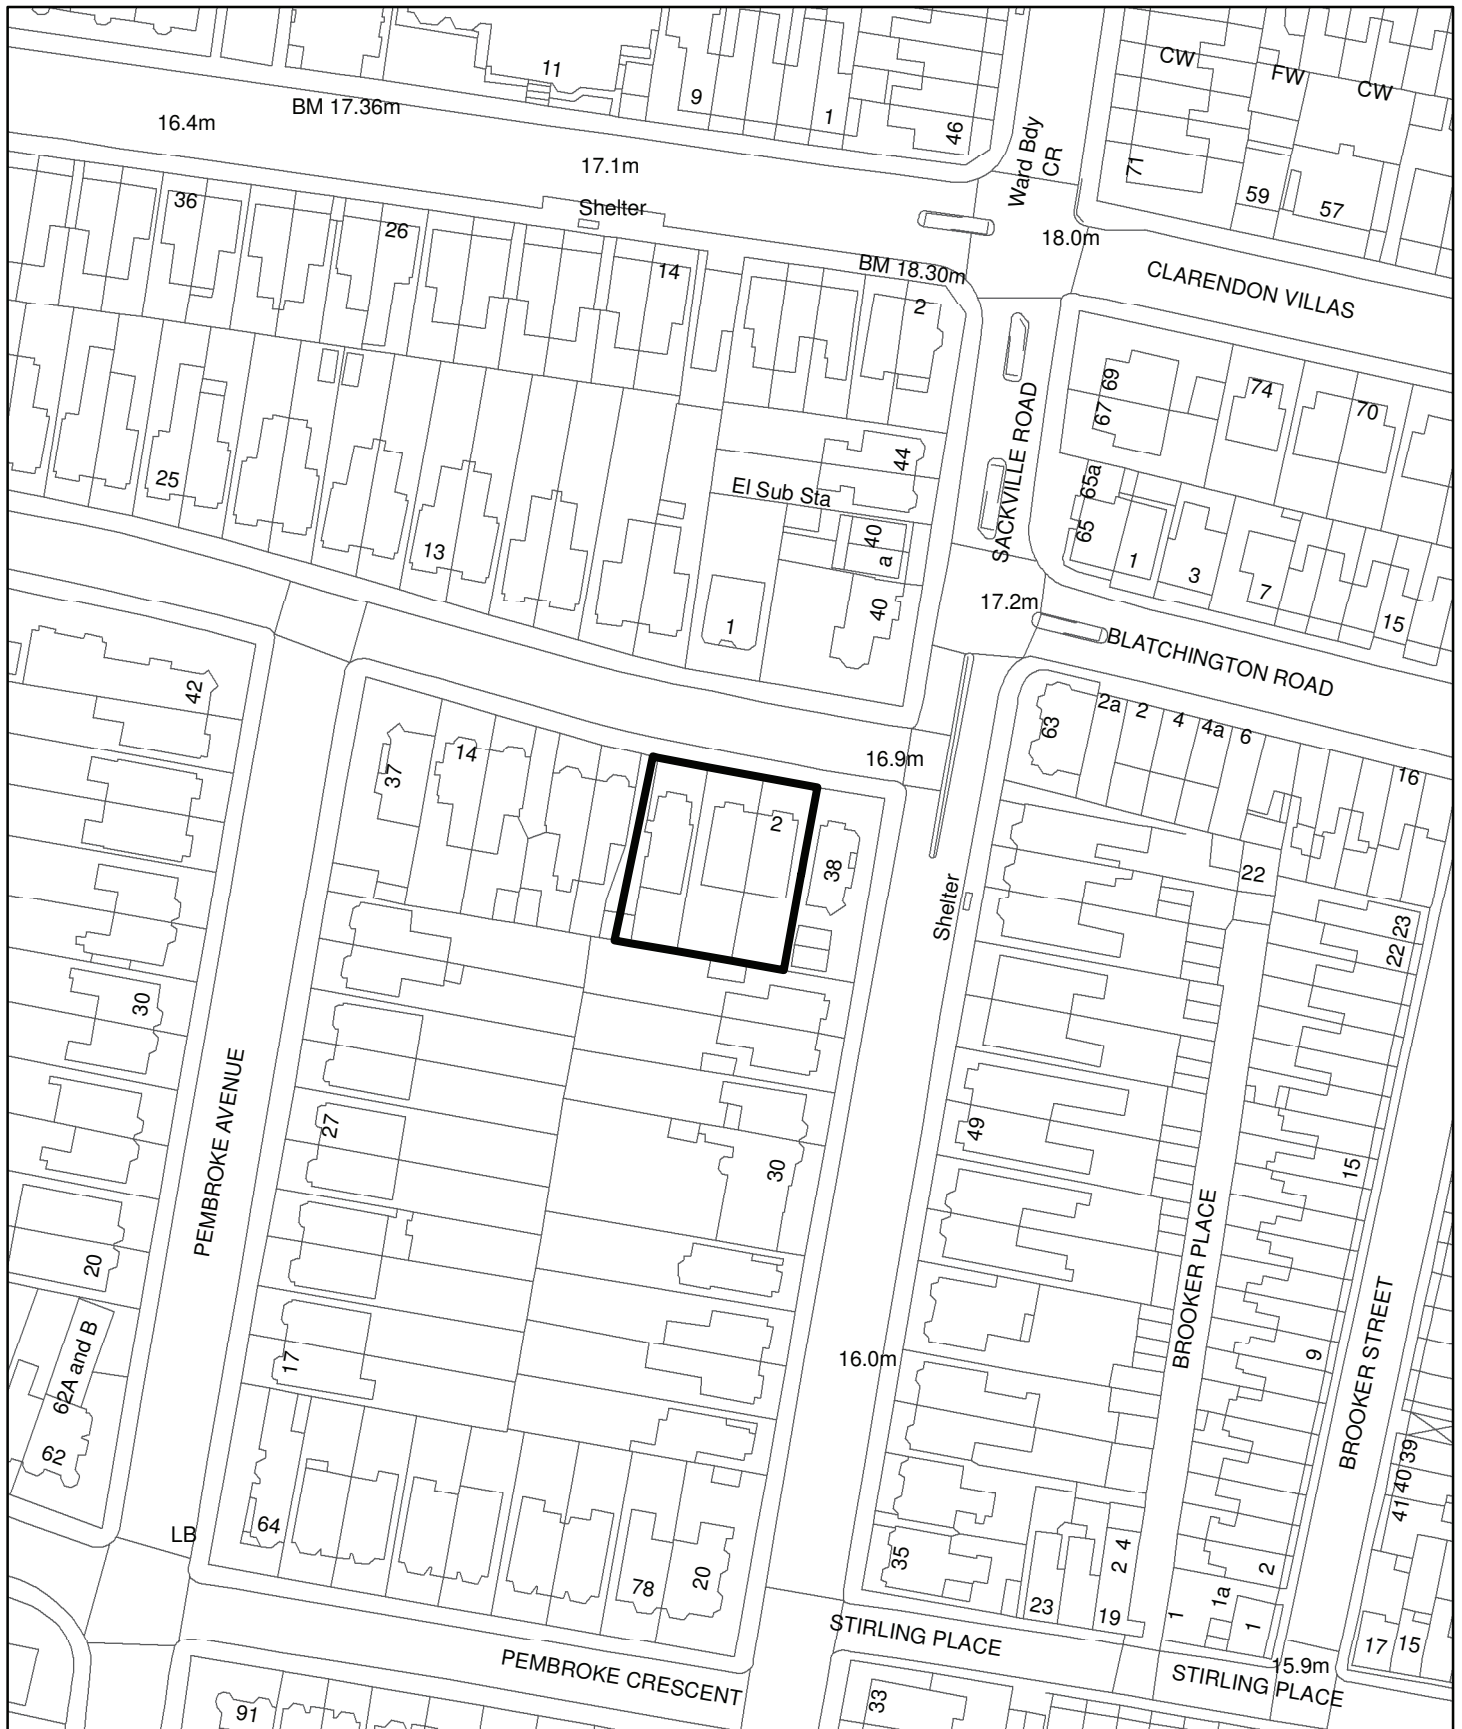 CW
FW
CW
11
9
1
46
BM 17.36m
16.4m
17.1m
Ward Bdy
CR
71
59
57
36
Shelter
26
14
BM 18.30m
18.0m
CLARENDON VILLAS
2
SACKVILLE ROAD
69
67
74
70
25
13
44
El Sub Sta
40
a
65a
65
1
3
7
15
17.2m
1
40
BLATCHINGTON ROAD
42
37
14
16.9m
63
2a
2
4
4a
6
16
2
38
22
Shelter
23
22
30
PEMBROKE AVENUE
27
30
49
15
BROOKER PLACE
20
BROOKER STREET
62A and B
17
16.0m
9
62
39
40
41
LB
64
78
20
35
23
4
2
19
1
1a
1
2
STIRLING PLACE
17
15
15.9m
PEMBROKE CRESCENT
STIRLING PLACE
91
33